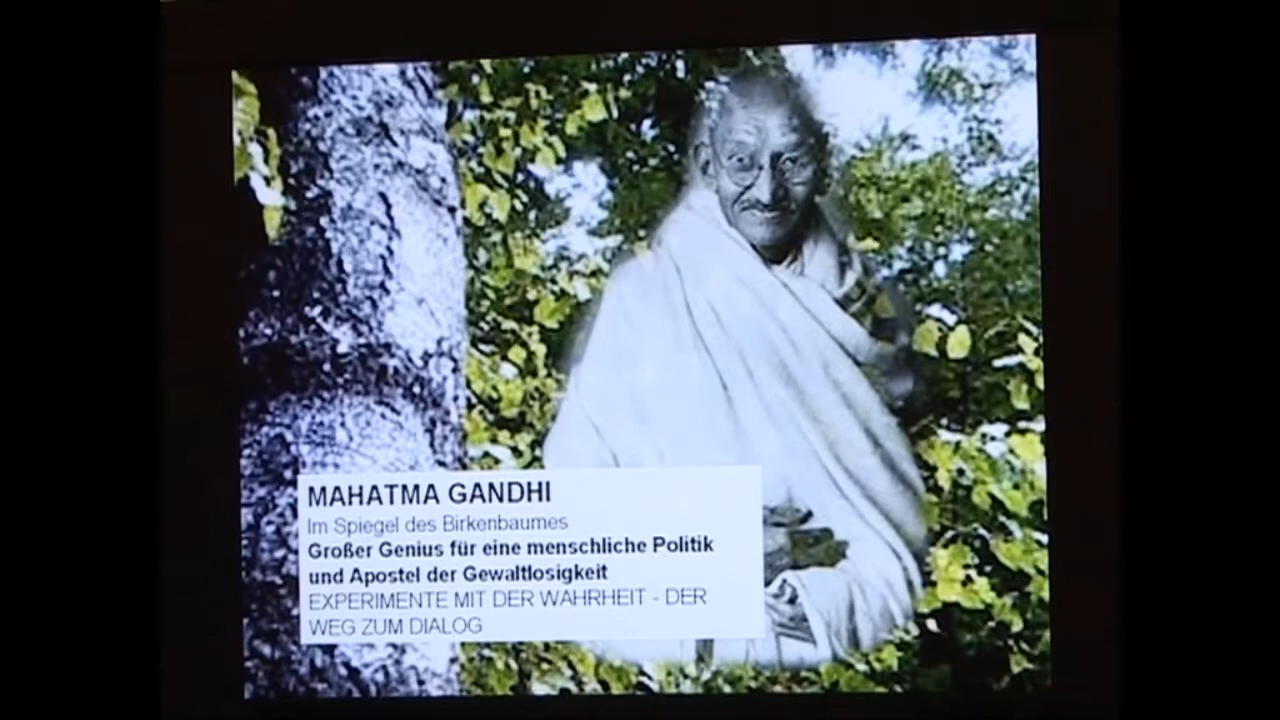 MAHATMA GANDHI
Im Spiegel des Birkenbaumes
Großer Genius für eine menschliche Politik
und Apostel der Gewaltlosigkeit
EXPERIMENTE MIT DER WAHRHEIT - DER
WEG ZUM DIALOG